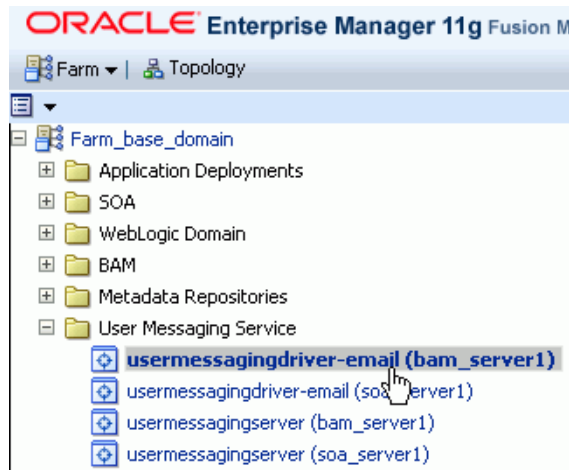 ORACLE Enterprise Manager 11g Fusion M
Farm | Topology
Farm_base_domain
Application Deployments
SOA
WebLogic Domain
BAM
Metadata Repositories
User Messaging Service
usermessagingdriver-email (bam_server1)
usermessagingdriver-email (soa_server1)
usermessagingserver (bam_server1)
usermessagingserver (soa_server1)